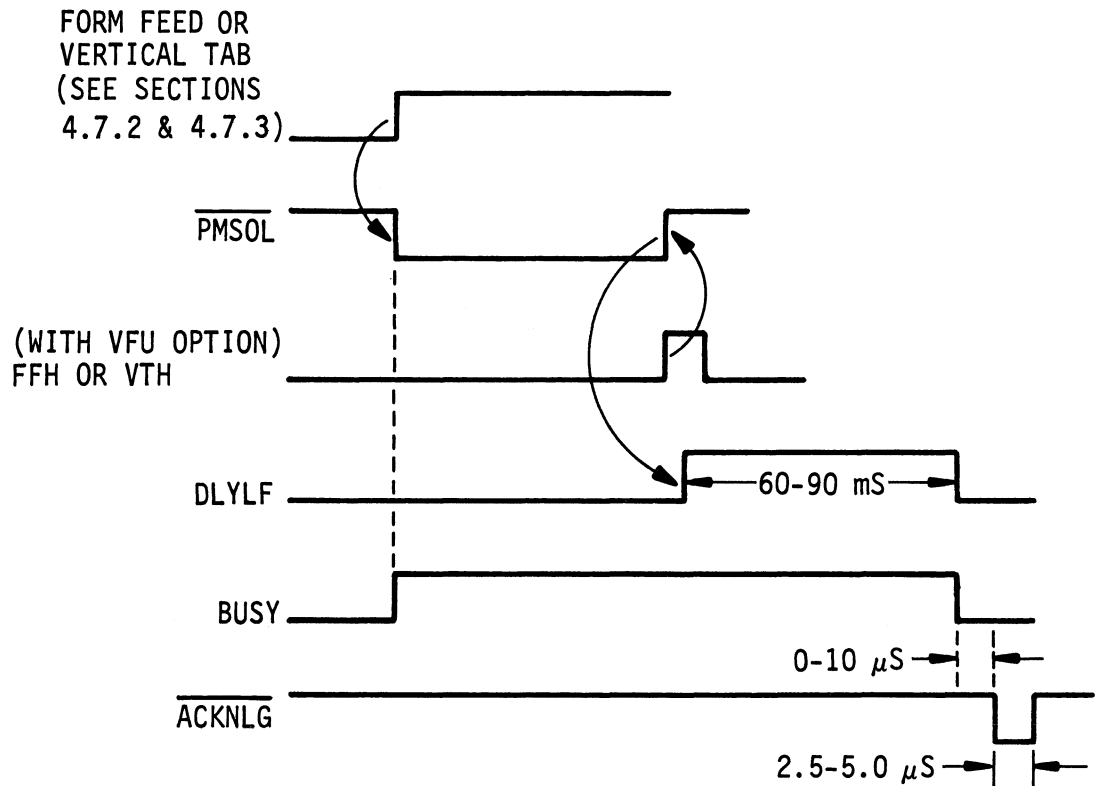 FORM FEED OR
VERTICAL TAB
(SEE SECTIONS
4.7.2 & 4.7.3)
PMSOL
(WITH VFU OPTION)
FFH OR VTH
DLYLF
60-90 mS
BUSY
0-10 μS
ACKNLG
2.5-5.0 μS